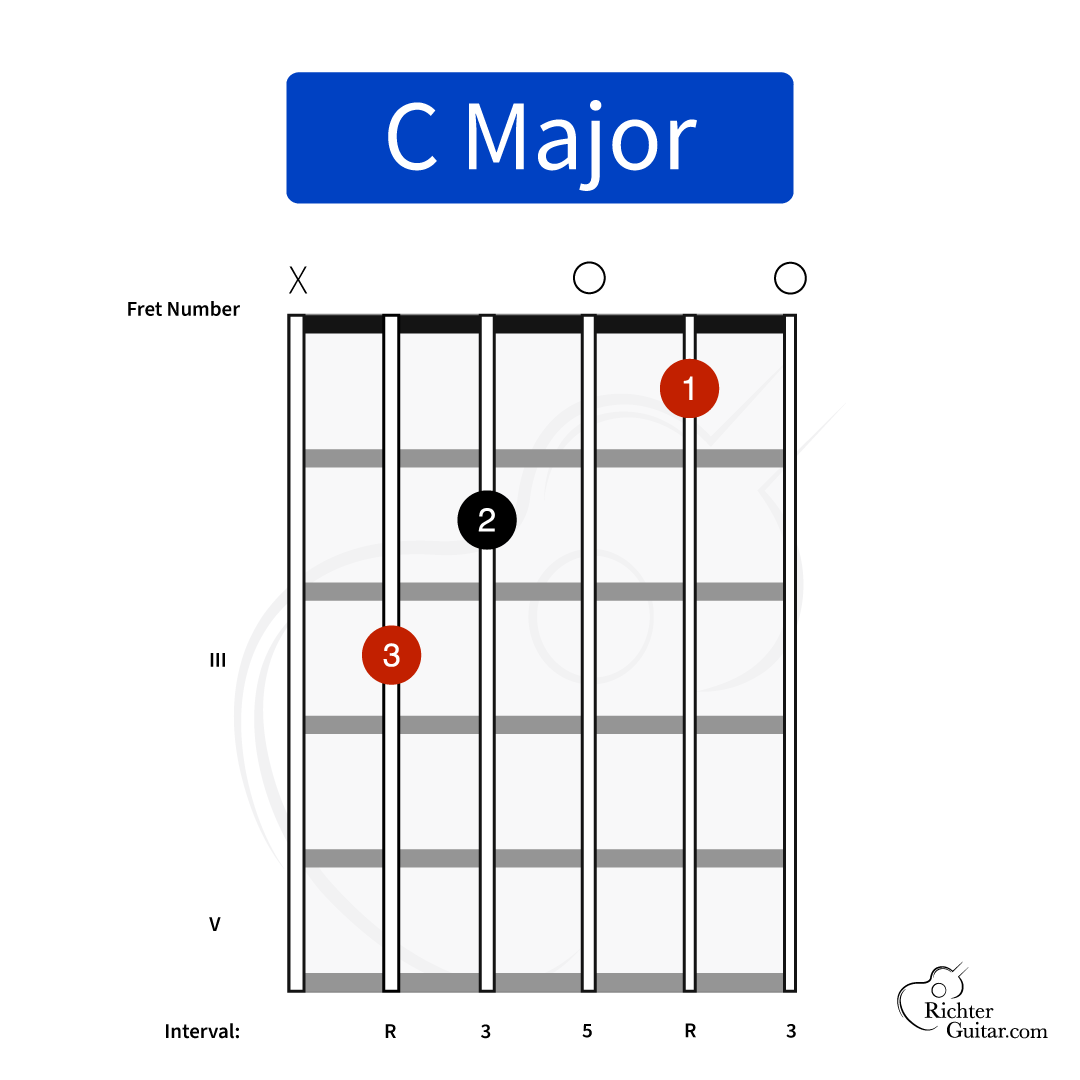 C Major
X O O
Fret Number
1
2
3
III
V
Interval: R 3 5 R 3
Richter
Guitar.com